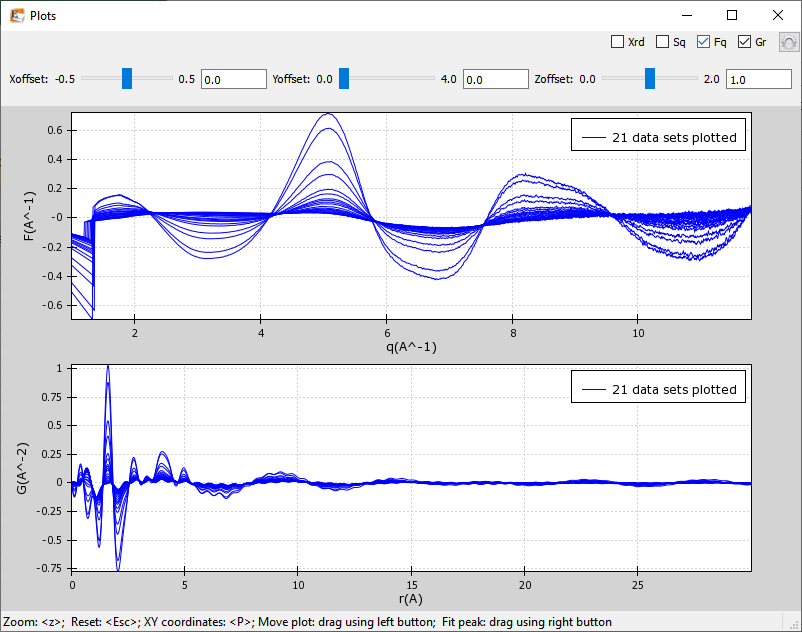 Plots
Xrd Sq Fq Gr
Xoffset: -0.5 0.5 0.0 Yoffset: 0.0 4.0 0.0 Zoffset: 0.0 2.0 1.0
21 data sets plotted
F(A^-1)
0.6
0.4
0.2
-0
-0.2
-0.4
-0.6
2 4 6 8 10
q(A^-1)
21 data sets plotted
G(A^-2)
1
0.75
0.5
0.25
0
-0.25
-0.5
-0.75
0 5 10 15 20 25
r(A)
Zoom: <z>; Reset: <Esc>; XY coordinates: <P>; Move plot: drag using left button; Fit peak: drag using right button